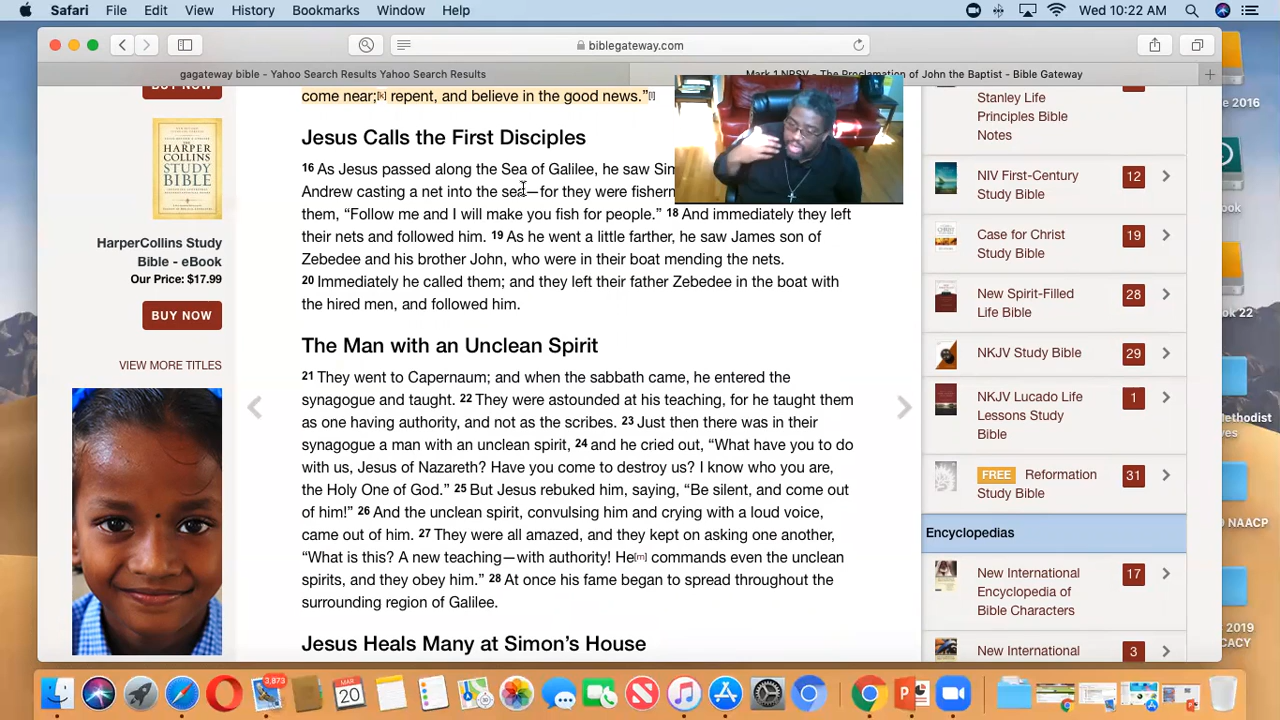 Safari File Edit View History Bookmarks Window Help Wed 10:22 AM
biblegateway.com
gagateway bible - Yahoo Search Results Yahoo Search Results
Mark 1 NRSV - The Proclamation of John the Baptist - Bible Gateway
BUY NOW
THE HARPER COLLINS STUDY BIBLE
HarperCollins Study
Bible - eBook
Our Price: $17.99
BUY NOW
VIEW MORE TITLES
come near;[k] repent, and believe in the good news.”[l]
Jesus Calls the First Disciples
16 As Jesus passed along the Sea of Galilee, he saw Sim
Andrew casting a net into the sea—for they were fishern
them, “Follow me and I will make you fish for people.” 18 And immediately they left
their nets and followed him. 19 As he went a little farther, he saw James son of
Zebedee and his brother John, who were in their boat mending the nets.
20 Immediately he called them; and they left their father Zebedee in the boat with
the hired men, and followed him.
The Man with an Unclean Spirit
21 They went to Capernaum; and when the sabbath came, he entered the
synagogue and taught. 22 They were astounded at his teaching, for he taught them
as one having authority, and not as the scribes. 23 Just then there was in their
synagogue a man with an unclean spirit, 24 and he cried out, “What have you to do
with us, Jesus of Nazareth? Have you come to destroy us? I know who you are,
the Holy One of God.” 25 But Jesus rebuked him, saying, “Be silent, and come out
of him!” 26 And the unclean spirit, convulsing him and crying with a loud voice,
came out of him. 27 They were all amazed, and they kept on asking one another,
“What is this? A new teaching—with authority! He[m] commands even the unclean
spirits, and they obey him.” 28 At once his fame began to spread throughout the
surrounding region of Galilee.
Jesus Heals Many at Simon’s House
Stanley Life
Principles Bible
Notes
NIV First-Century
Study Bible
12
Case for Christ
Study Bible
19
New Spirit-Filled
Life Bible
28
NKJV Study Bible
29
NKJV Lucado Life
Lessons Study
Bible
1
FREE Reformation
Study Bible
31
Encyclopedias
New International
Encyclopedia of
Bible Characters
17
New International
3
e 2016
ok 22
ethodist
D NAACP
2019
CACY
3,873
MAR
20